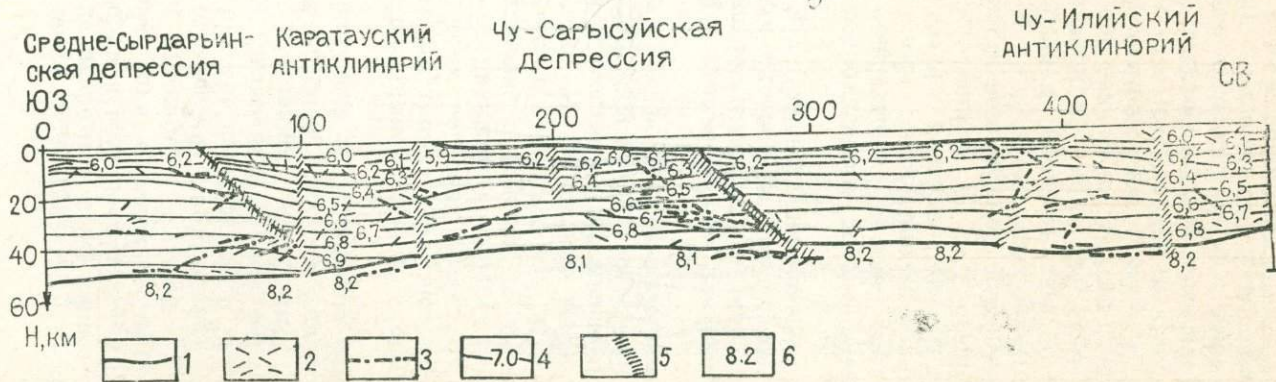 Средне-Сырдарьин-
ская депрессия
Каратауский
антиклинарий
Чу-Сарысуйская
депрессия
Чу-Илийский
антиклинорий
ЮЗ
СВ
0 100 200 300 400
0
20
40
60
Н,км
6,0 6,2 6,0 6,1 5,9 6,2 6,2 6,0 6,1 6,2 6,2 6,2 6,0 6,1
6,2 6,3 6,4 6,3 6,2 6,3
6,4 6,5 6,4 6,5
6,5 6,6 6,6 6,7
6,6 6,7 6,7 6,8 6,8
6,8
6,9
8,2 8,2 8,2 8,1 8,1 8,2 8,2 8,2 8,2
1 2 3 7.0 4 5 8.2 6